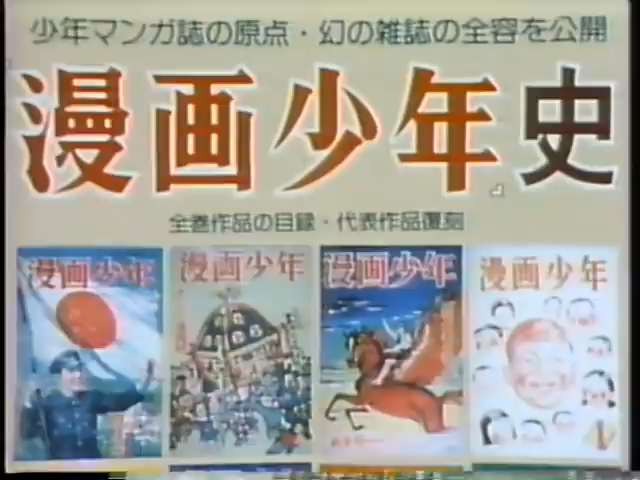 少年マンガ誌の原点・幻の雑誌の全容を公開
漫画少年史
全巻作品の目録・代表作品復刻
漫画少年
漫画少年
漫画少年
漫画少年